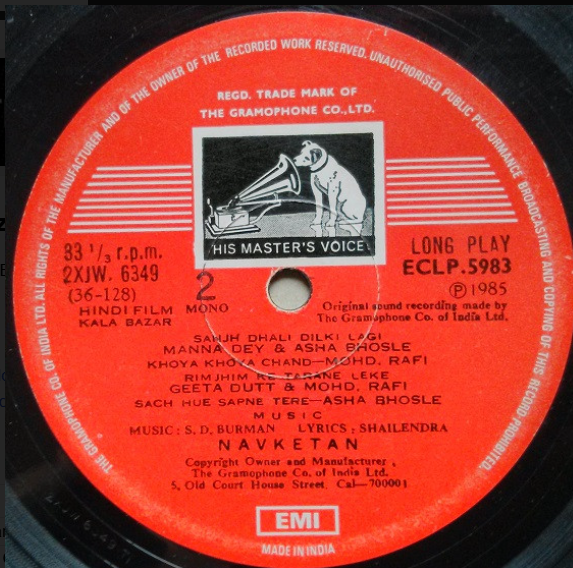 THE GRAMOPHONE CO. OF INDIA LTD. ALL RIGHTS OF THE MANUFACTURER AND OF THE OWNER OF THE RECORDED WORK RESERVED. UNAUTHORISED PUBLIC PERFORMANCE BROADCASTING AND COPYING OF THIS RECORD PROHIBITED.
REGD. TRADE MARK OF
THE GRAMOPHONE CO., LTD.
HIS MASTER'S VOICE
33 1/3 r.p.m.
2XJW. 6349
(36-128)
HINDI FILM
KALA BAZAR
2
MONO
LONG PLAY
ECLP.5983
Ⓟ1985
Original sound recording made by
The Gramophone Co. of India Ltd.
SANJH DHALI DILKI LAGI
MANNA DEY & ASHA BHOSLE
KHOYA KHOYA CHAND—MOHD. RAFI
RIMJHIM KE TARANE LEKE
GEETA DUTT & MOHD. RAFI
SACH HUE SAPNE TERE—ASHA BHOSLE
MUSIC
MUSIC : S. D. BURMAN LYRICS : SHAILENDRA
NAVKETAN
Copyright Owner and Manufacturer,
The Gramophone Co. of India Ltd.
5, Old Court House Street, Cal—700001
EMI
MADE IN INDIA